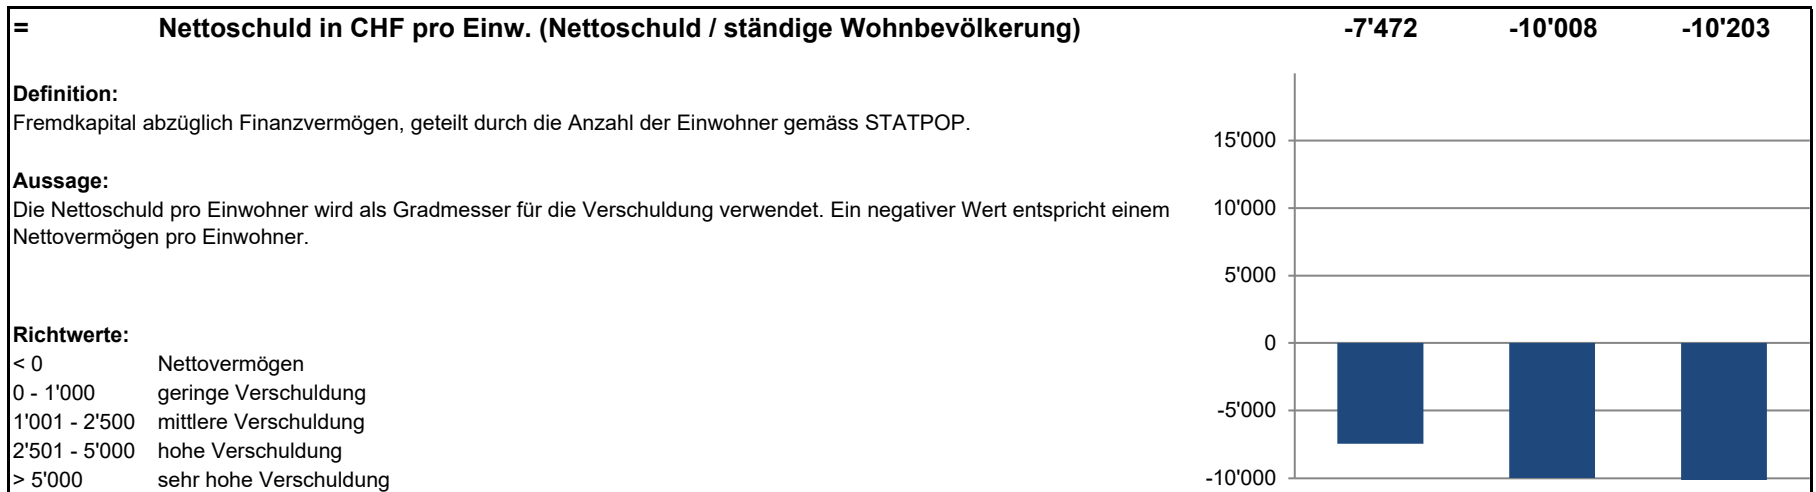 = Nettoschuld in CHF pro Einw. (Nettoschuld / ständige Wohnbevölkerung) -7'472 -10'008 -10'203
Definition:
Fremdkapital abzüglich Finanzvermögen, geteilt durch die Anzahl der Einwohner gemäss STATPOP.
Aussage:
Die Nettoschuld pro Einwohner wird als Gradmesser für die Verschuldung verwendet. Ein negativer Wert entspricht einem
Nettovermögen pro Einwohner.
Richtwerte:
< 0 Nettovermögen
0 - 1'000 geringe Verschuldung
1'001 - 2'500 mittlere Verschuldung
2'501 - 5'000 hohe Verschuldung
> 5'000 sehr hohe Verschuldung
15'000
10'000
5'000
0
-5'000
-10'000